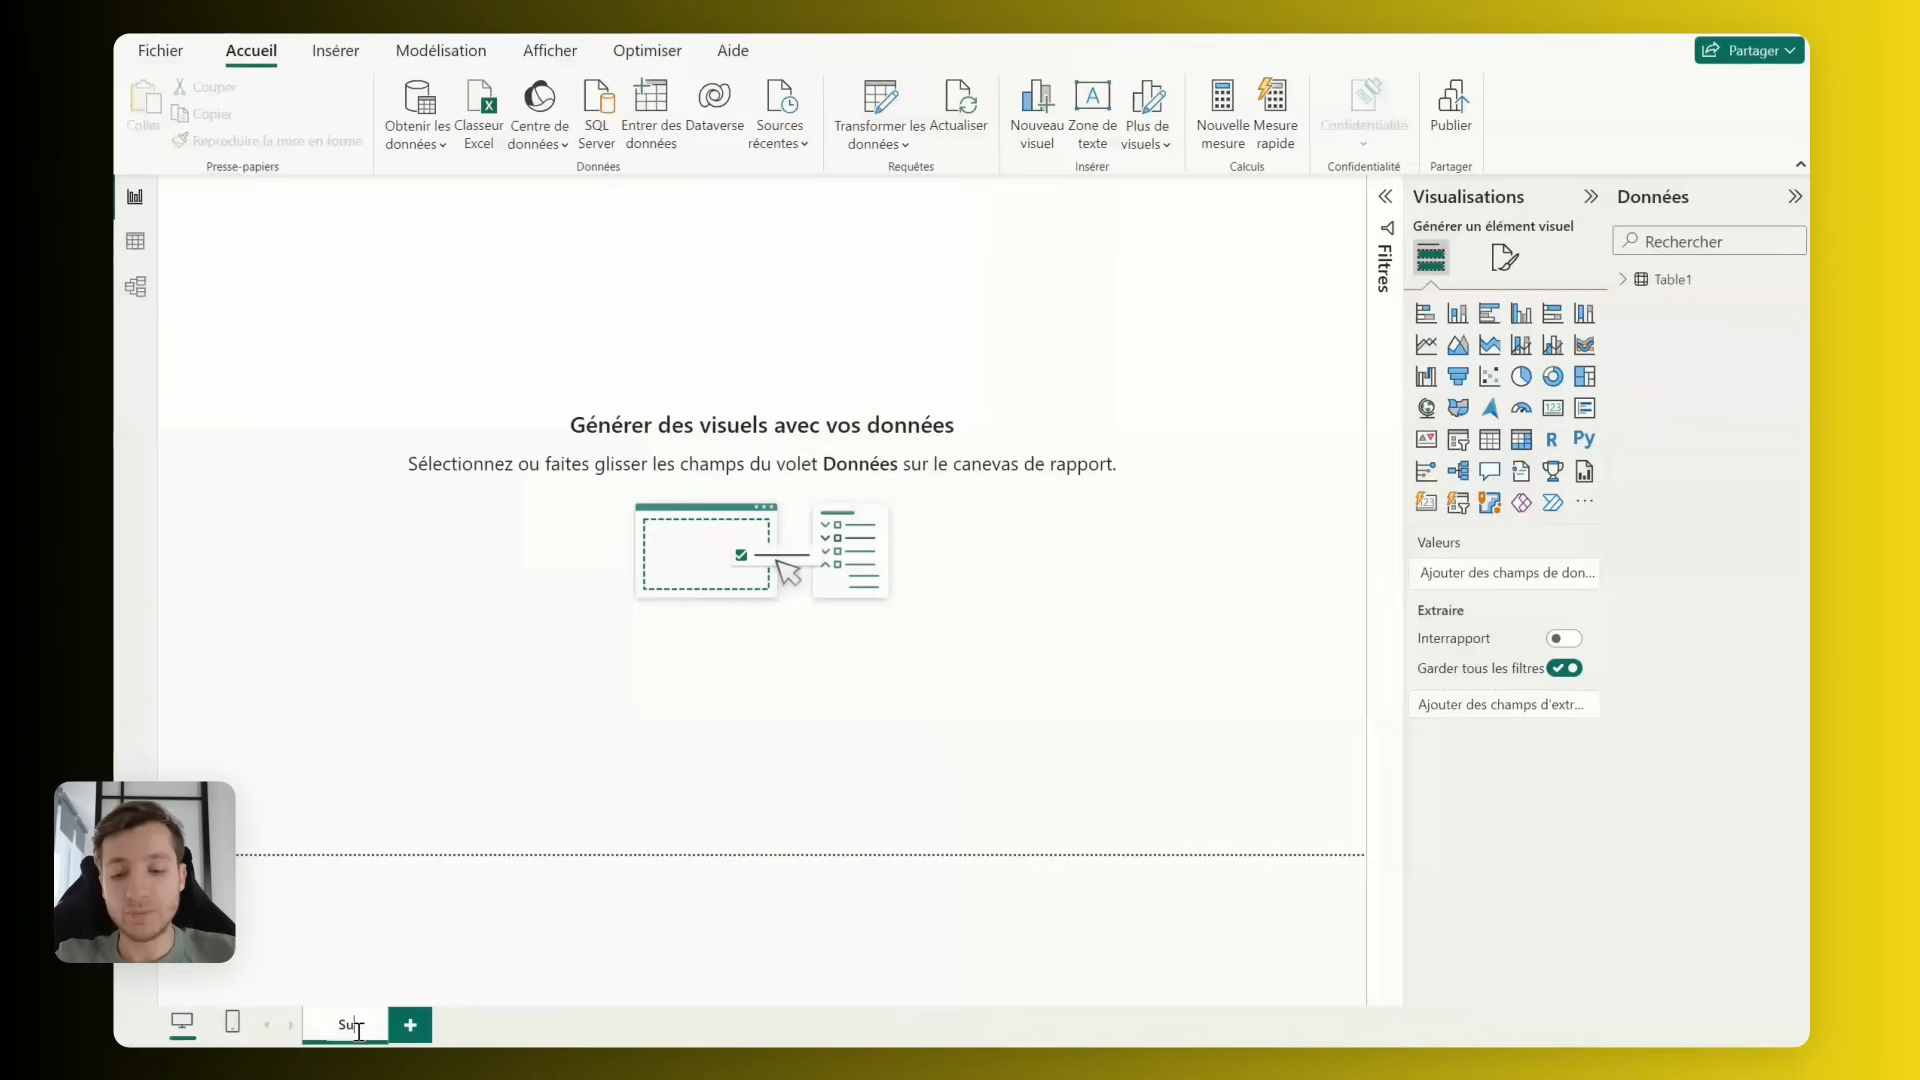 Fichier Accueil Insérer Modélisation Afficher Optimiser Aide
Partager
Coller
Couper
Copier
Reproduire la mise en forme
Presse-papiers
Obtenir les données
Classeur Excel
Centre de données
SQL Server
Entrer des données
Dataverse
Sources récentes
Données
Transformer les données
Actualiser
Requêtes
Nouveau visuel
A
Zone de texte
Plus de visuels
Insérer
Nouvelle mesure
Mesure rapide
Calculs
Confidentialité
Confidentialité
Publier
Partager
Générer des visuels avec vos données
Sélectionnez ou faites glisser les champs du volet Données sur le canevas de rapport.
Filtres
Visualisations
Générer un élément visuel
123
R
Py
123
Valeurs
Ajouter des champs de don...
Extraire
Interrapport
Garder tous les filtres
Ajouter des champs d'extr...
Données
Rechercher
Table1
Su